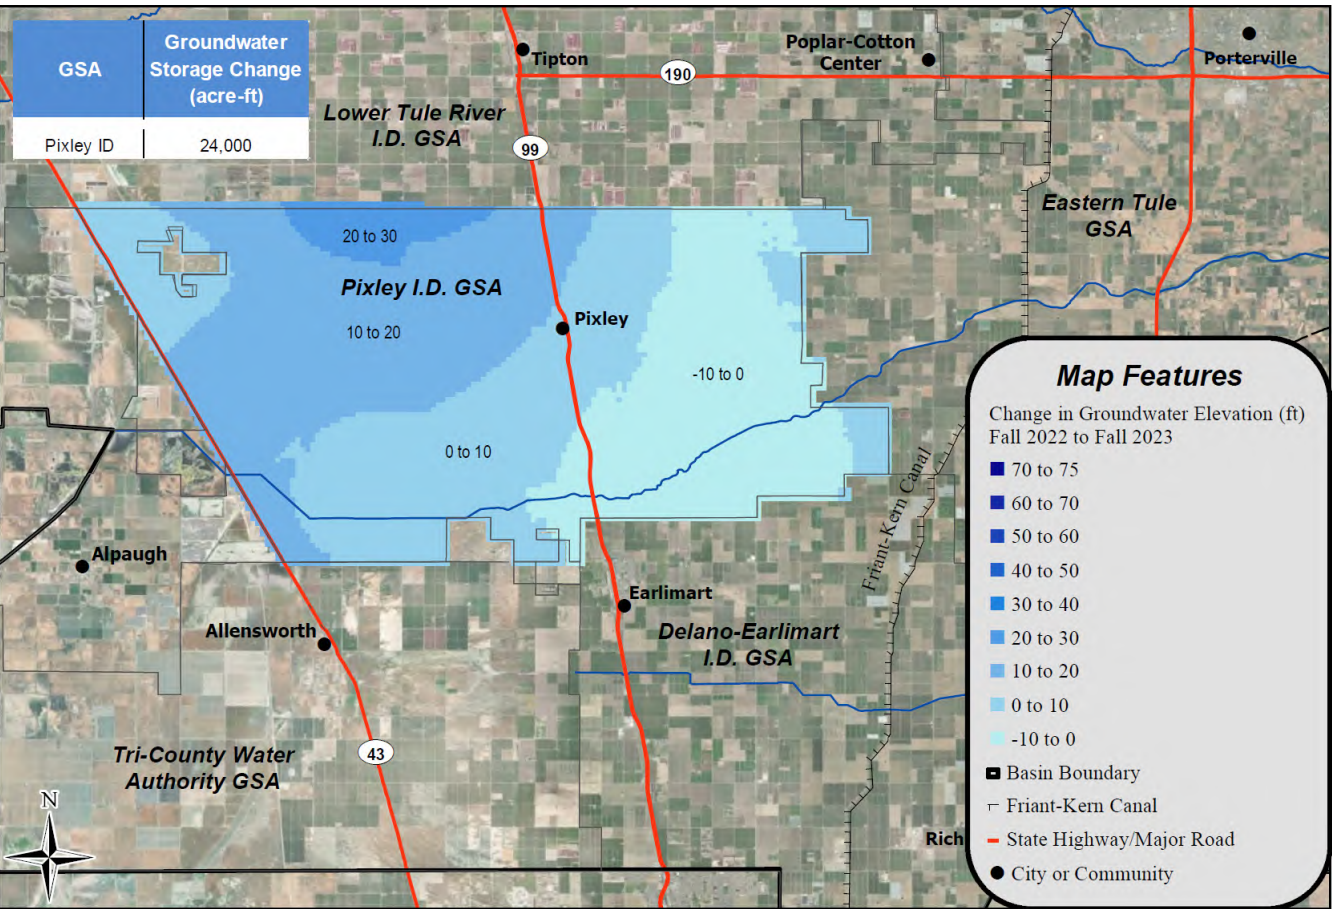 GSA
Groundwater
Storage Change
(acre-ft)
Pixley ID
24,000
Tipton
Poplar-Cotton
Center
Porterville
190
Lower Tule River
I.D. GSA
99
Eastern Tule
GSA
20 to 30
Pixley I.D. GSA
Pixley
10 to 20
-10 to 0
0 to 10
Friant-Kern Canal
Alpaugh
Earlimart
Allensworth
Delano-Earlimart
I.D. GSA
Tri-County Water
Authority GSA
43
N
Rich
Map Features
Change in Groundwater Elevation (ft)
Fall 2022 to Fall 2023
70 to 75
60 to 70
50 to 60
40 to 50
30 to 40
20 to 30
10 to 20
0 to 10
-10 to 0
Basin Boundary
Friant-Kern Canal
State Highway/Major Road
City or Community